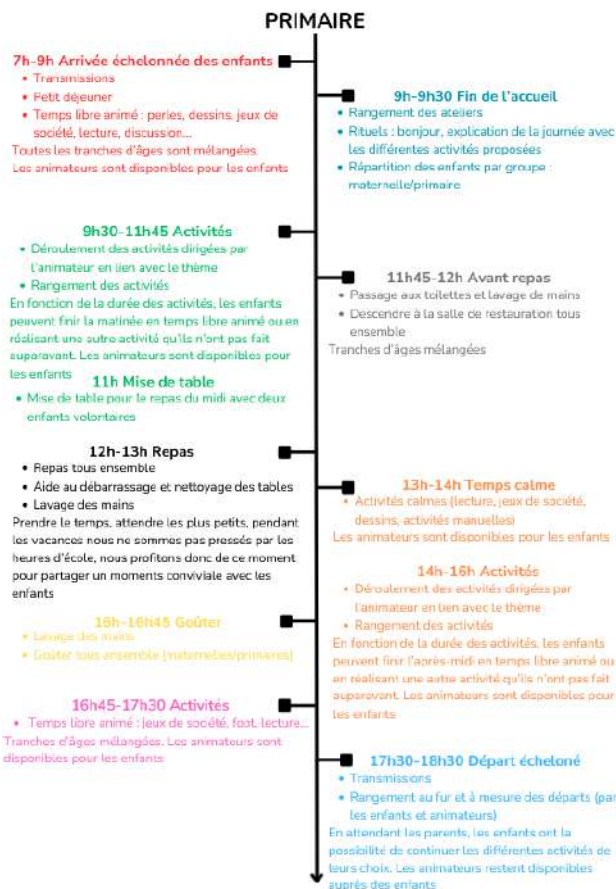 PRIMAIRE
7h-9h Arrivée échelonnée des enfants
• Transmissions
• Petit déjeuner
• Temps libre animé : perles, dessins, jeux de
société, lecture, discussion...
Toutes les tranches d'âges sont mélangées.
Les animateurs sont disponibles pour les enfants
9h-9h30 Fin de l'accueil
• Rangement des ateliers
• Rituels : bonjour, explication de la journée avec
les différentes activités proposées
• Répartition des enfants par groupe :
maternelle/primaire
9h30-11h45 Activités
• Déroulement des activités dirigées par
l'animateur en lien avec le thème
• Rangement des activités
En fonction de la durée des activités, les enfants
peuvent finir la matinée en temps libre animé ou en
réalisant une autre activité qu'ils n'ont pas fait
auparavant. Les animateurs sont disponibles pour
les enfants
11h Mise de table
• Mise de table pour le repas du midi avec deux
enfants volontaires
11h45-12h Avant repas
• Passage aux toilettes et lavage de mains
• Descendre à la salle de restauration tous
ensemble
Tranches d'âges mélangées
12h-13h Repas
• Repas tous ensemble
• Aide au débarrassage et nettoyage des tables
• Lavage des mains
Prendre le temps, attendre les plus petits, pendant
les vacances nous ne sommes pas pressés par les
heures d'école, nous profitons donc de ce moment
pour partager un moments conviviale avec les
enfants
13h-14h Temps calme
• Activités calmes (lecture, jeux de société,
dessins, activités manuelles)
Les animateurs sont disponibles pour les enfants
14h-16h Activités
• Déroulement des activités dirigées par
l'animateur en lien avec le thème
• Rangement des activités
En fonction de la durée des activités, les enfants
peuvent finir l'après-midi en temps libre animé ou
en réalisant une autre activité qu'ils n'ont pas fait
auparavant. Les animateurs sont disponibles pour
les enfants
16h-16h45 Goûter
• Lavage des mains
• Goûter tous ensemble (maternelles/primaires)
16h45-17h30 Activités
• Temps libre animé : jeux de société, foot, lecture...
Tranches d'âges mélangées. Les animateurs sont
disponibles pour les enfants
17h30-18h30 Départ écheloné
• Transmissions
• Rangement au fur et à mesure des départs (par
les enfants et animateurs)
En attendant les parents, les enfants ont la
possibilité de continuer les différentes activités de
leurs choix. Les animateurs restent disponibles
auprès des enfants